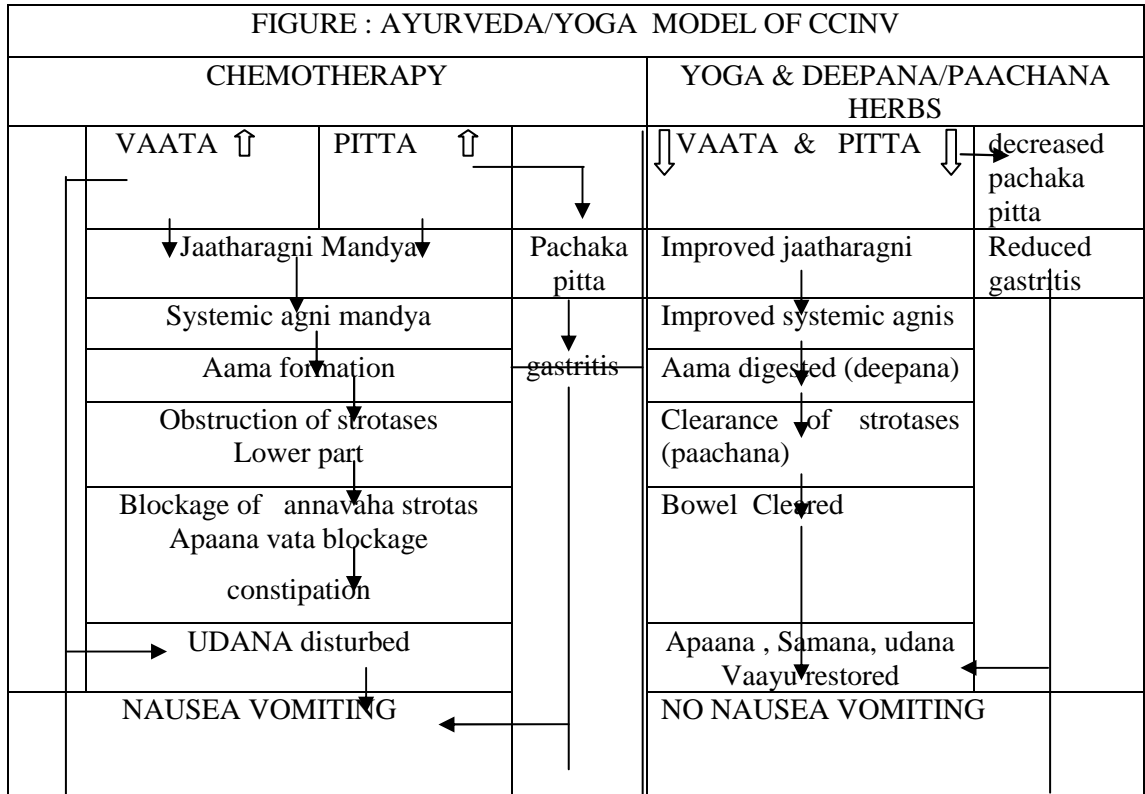 FIGURE : AYURVEDA/YOGA MODEL OF CCINV
CHEMOTHERAPY
YOGA & DEEPANA/PAACHANA
HERBS
VAATA ⇧
PITTA ⇧
⇩ VAATA & PITTA ⇩
decreased
pachaka
pitta
Jaatharagni Mandya
Pachaka
pitta
Improved jaatharagni
Reduced
gastritis
Systemic agni mandya
Improved systemic agnis
Aama formation
gastritis
Aama digested (deepana)
Obstruction of strotases
Lower part
Clearance of strotases
(paachana)
Blockage of annavaha strotas
Apaana vata blockage
constipation
Bowel Cleared
UDANA disturbed
Apaana , Samana, udana
Vaayu restored
NAUSEA VOMITING
NO NAUSEA VOMITING